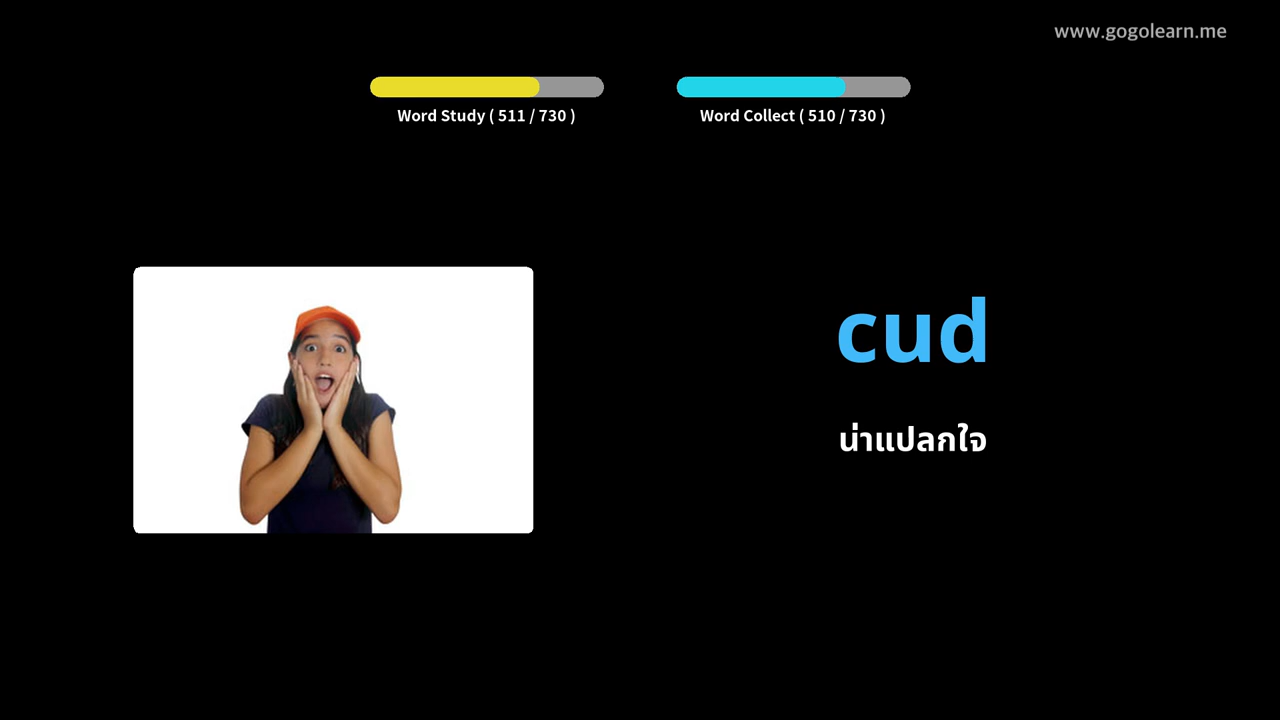 www.gogolearn.me
Word Study ( 511 / 730 )
Word Collect ( 510 / 730 )
cud
น่าแปลกใจ